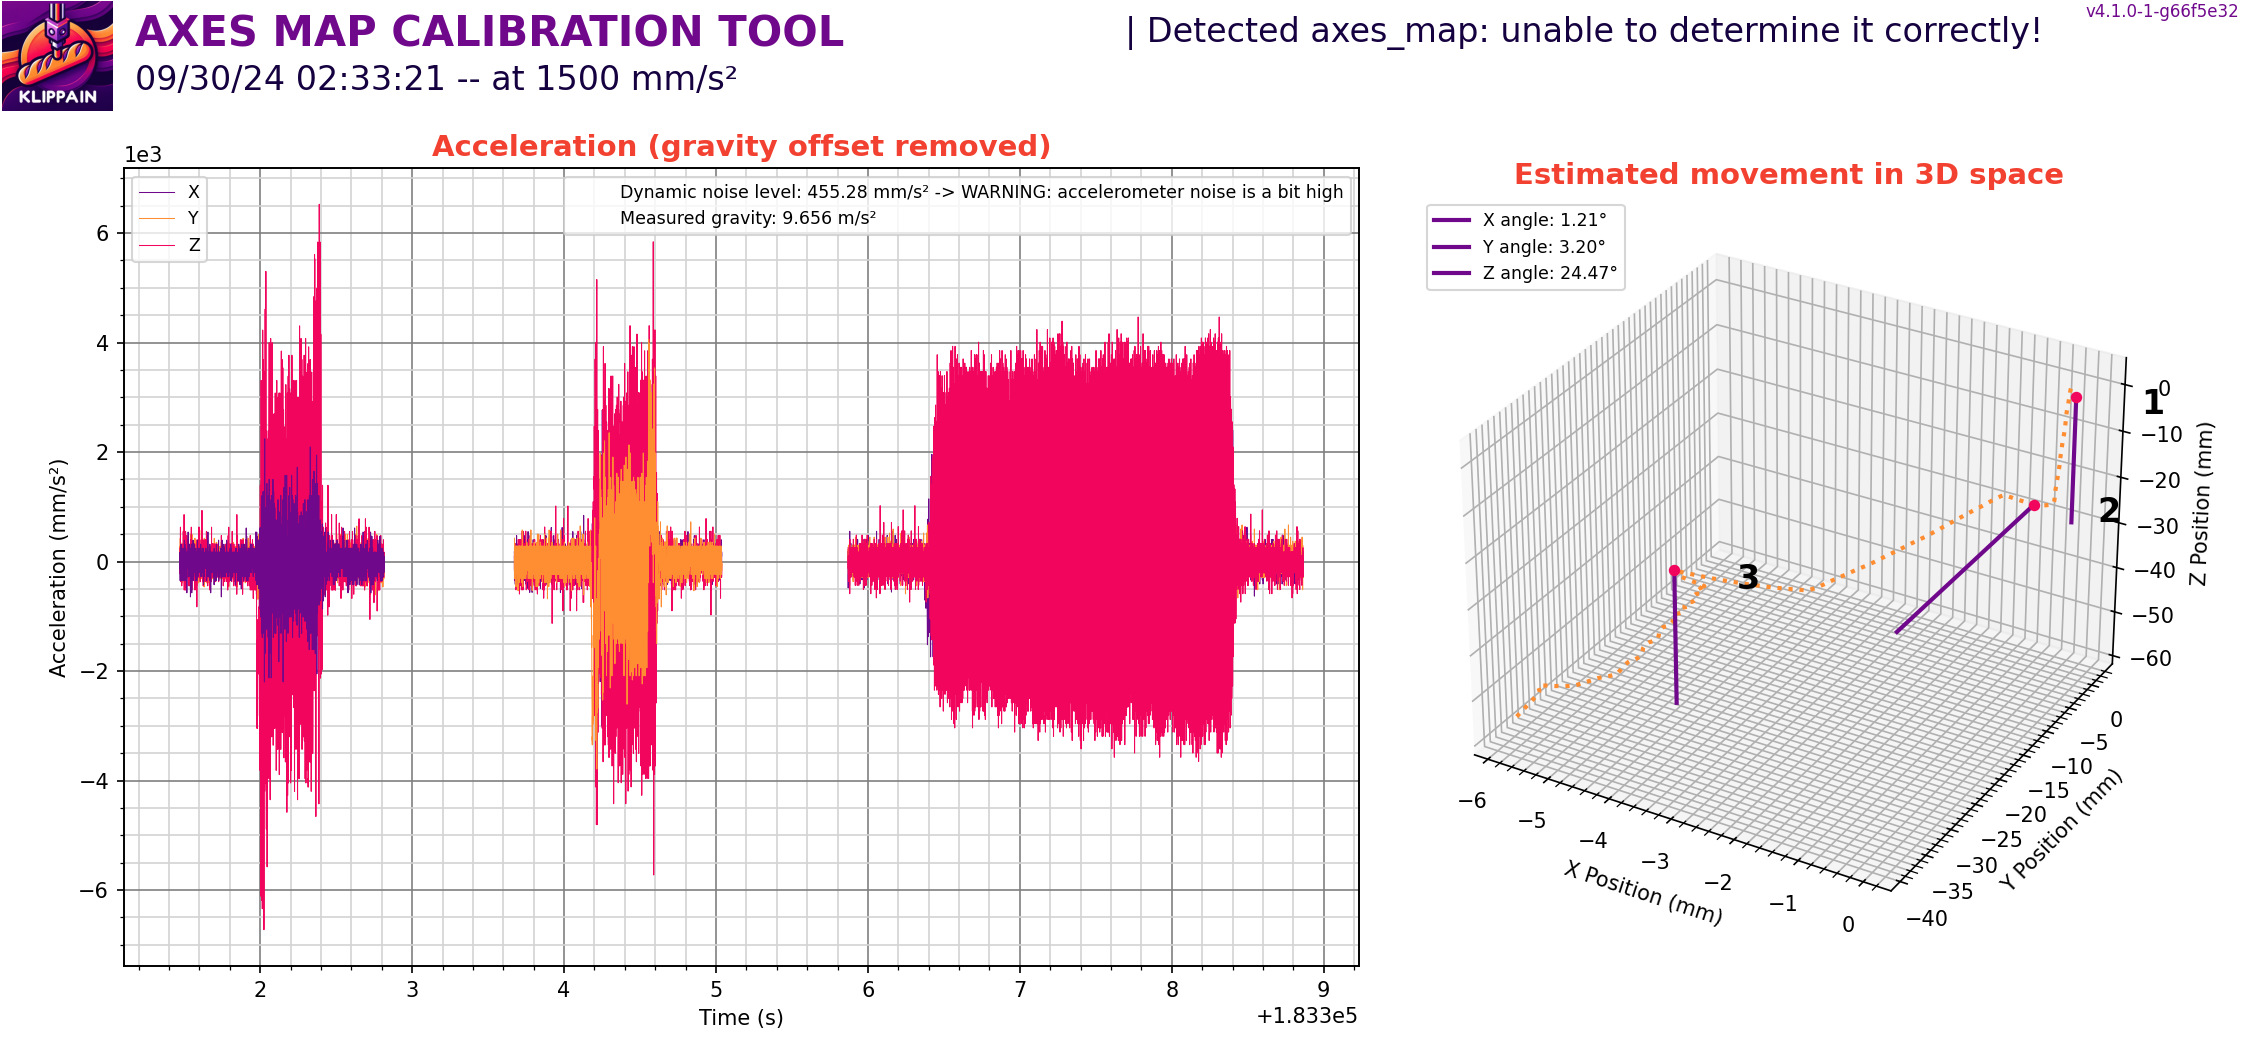 AXES MAP CALIBRATION TOOL
| Detected axes_map: unable to determine it correctly!
v4.1.0-1-g66f5e32
KLIPPAIN
09/30/24 02:33:21 -- at 1500 mm/s²
Acceleration (gravity offset removed)
1e3
X
Y
Z
Dynamic noise level: 455.28 mm/s² -> WARNING: accelerometer noise is a bit high
Measured gravity: 9.656 m/s²
Acceleration (mm/s²)
6
4
2
0
−2
−4
−6
2 3 4 5 6 7 8 9
Time (s)
+1.833e5
Estimated movement in 3D space
X angle: 1.21°
Y angle: 3.20°
Z angle: 24.47°
1
2
3
0
−10
−20
−30
−40
−50
−60
Z Position (mm)
0
−5
−10
−15
−20
−25
−30
−35
−40
Y Position (mm)
−6
−5
−4
−3
−2
−1
0
X Position (mm)